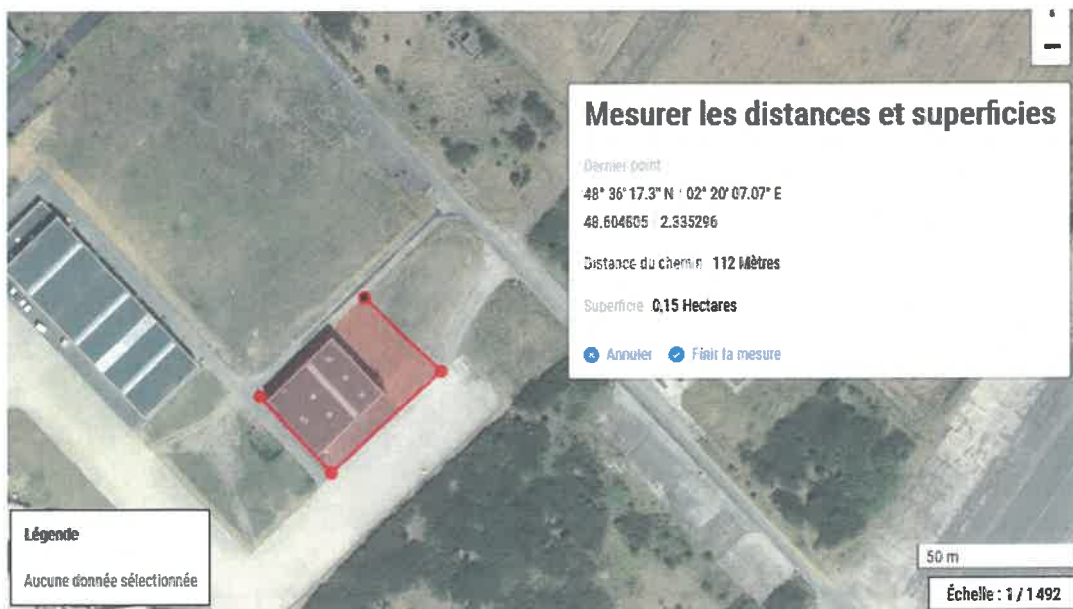 Mesurer les distances et superficies
Dernier point
48° 36' 17.3" N 02° 20' 07.07" E
48.604805 2.335296
Distance du chemin 112 Mètres
Superficie 0,15 Hectares
Annuler Finir la mesure
Légende
Aucune donnée sélectionnée
50 m
Échelle : 1 / 1 492